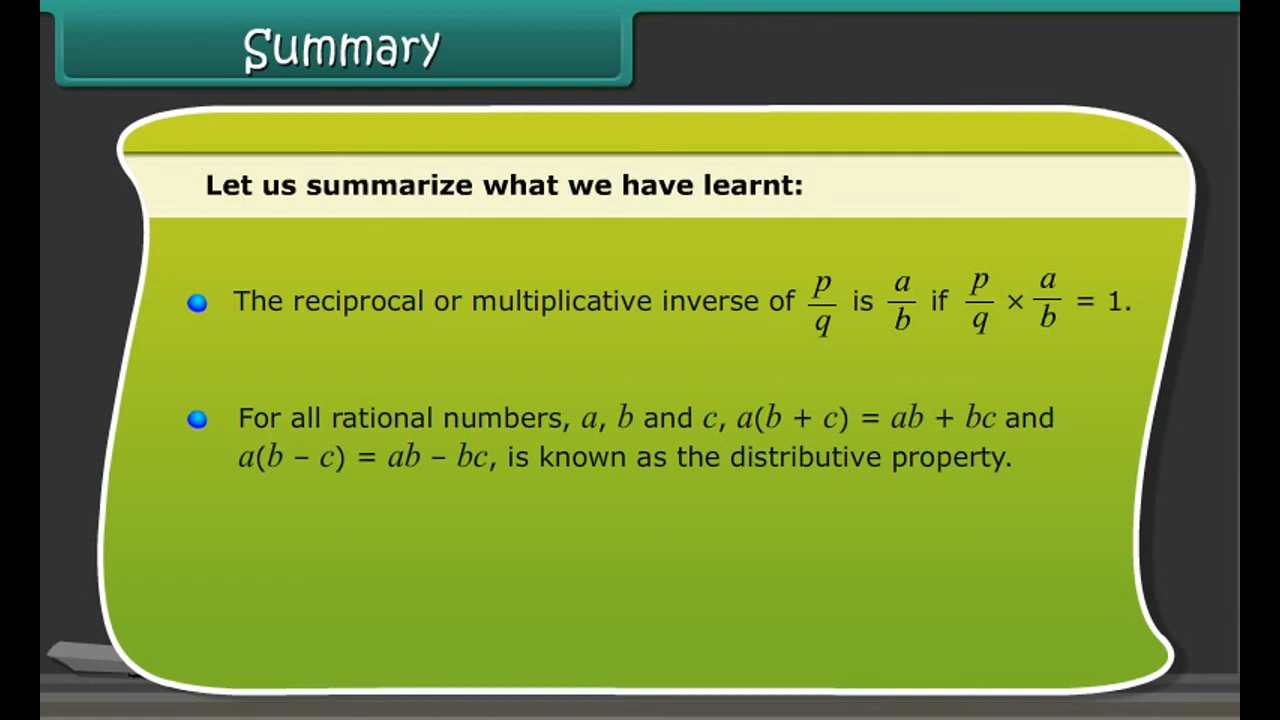 Summary
Let us summarize what we have learnt:
The reciprocal or multiplicative inverse of p/q is a/b if p/q × a/b = 1.
For all rational numbers, a, b and c, a(b + c) = ab + bc and
a(b – c) = ab – bc, is known as the distributive property.